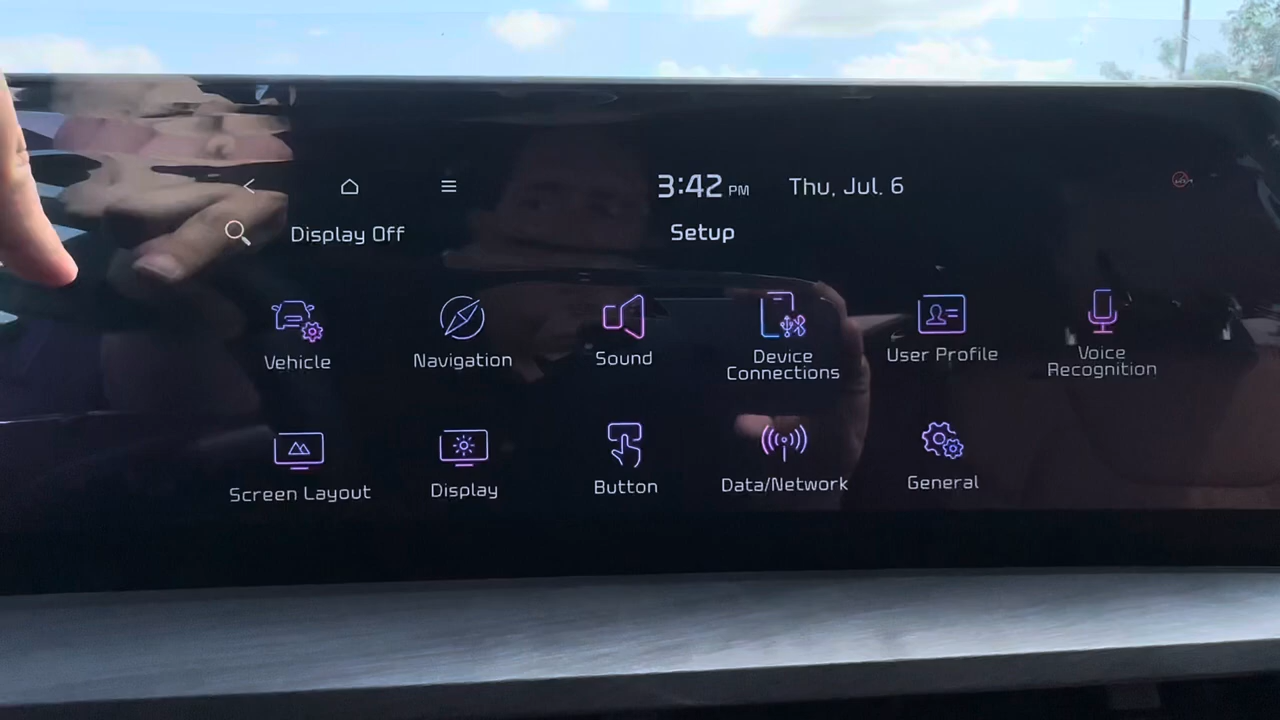 3:42 PM Thu, Jul. 6
Display Off
Setup
Vehicle
Navigation
Sound
Device
Connections
User Profile
Voice
Recognition
Screen Layout
Display
Button
Data/Network
General